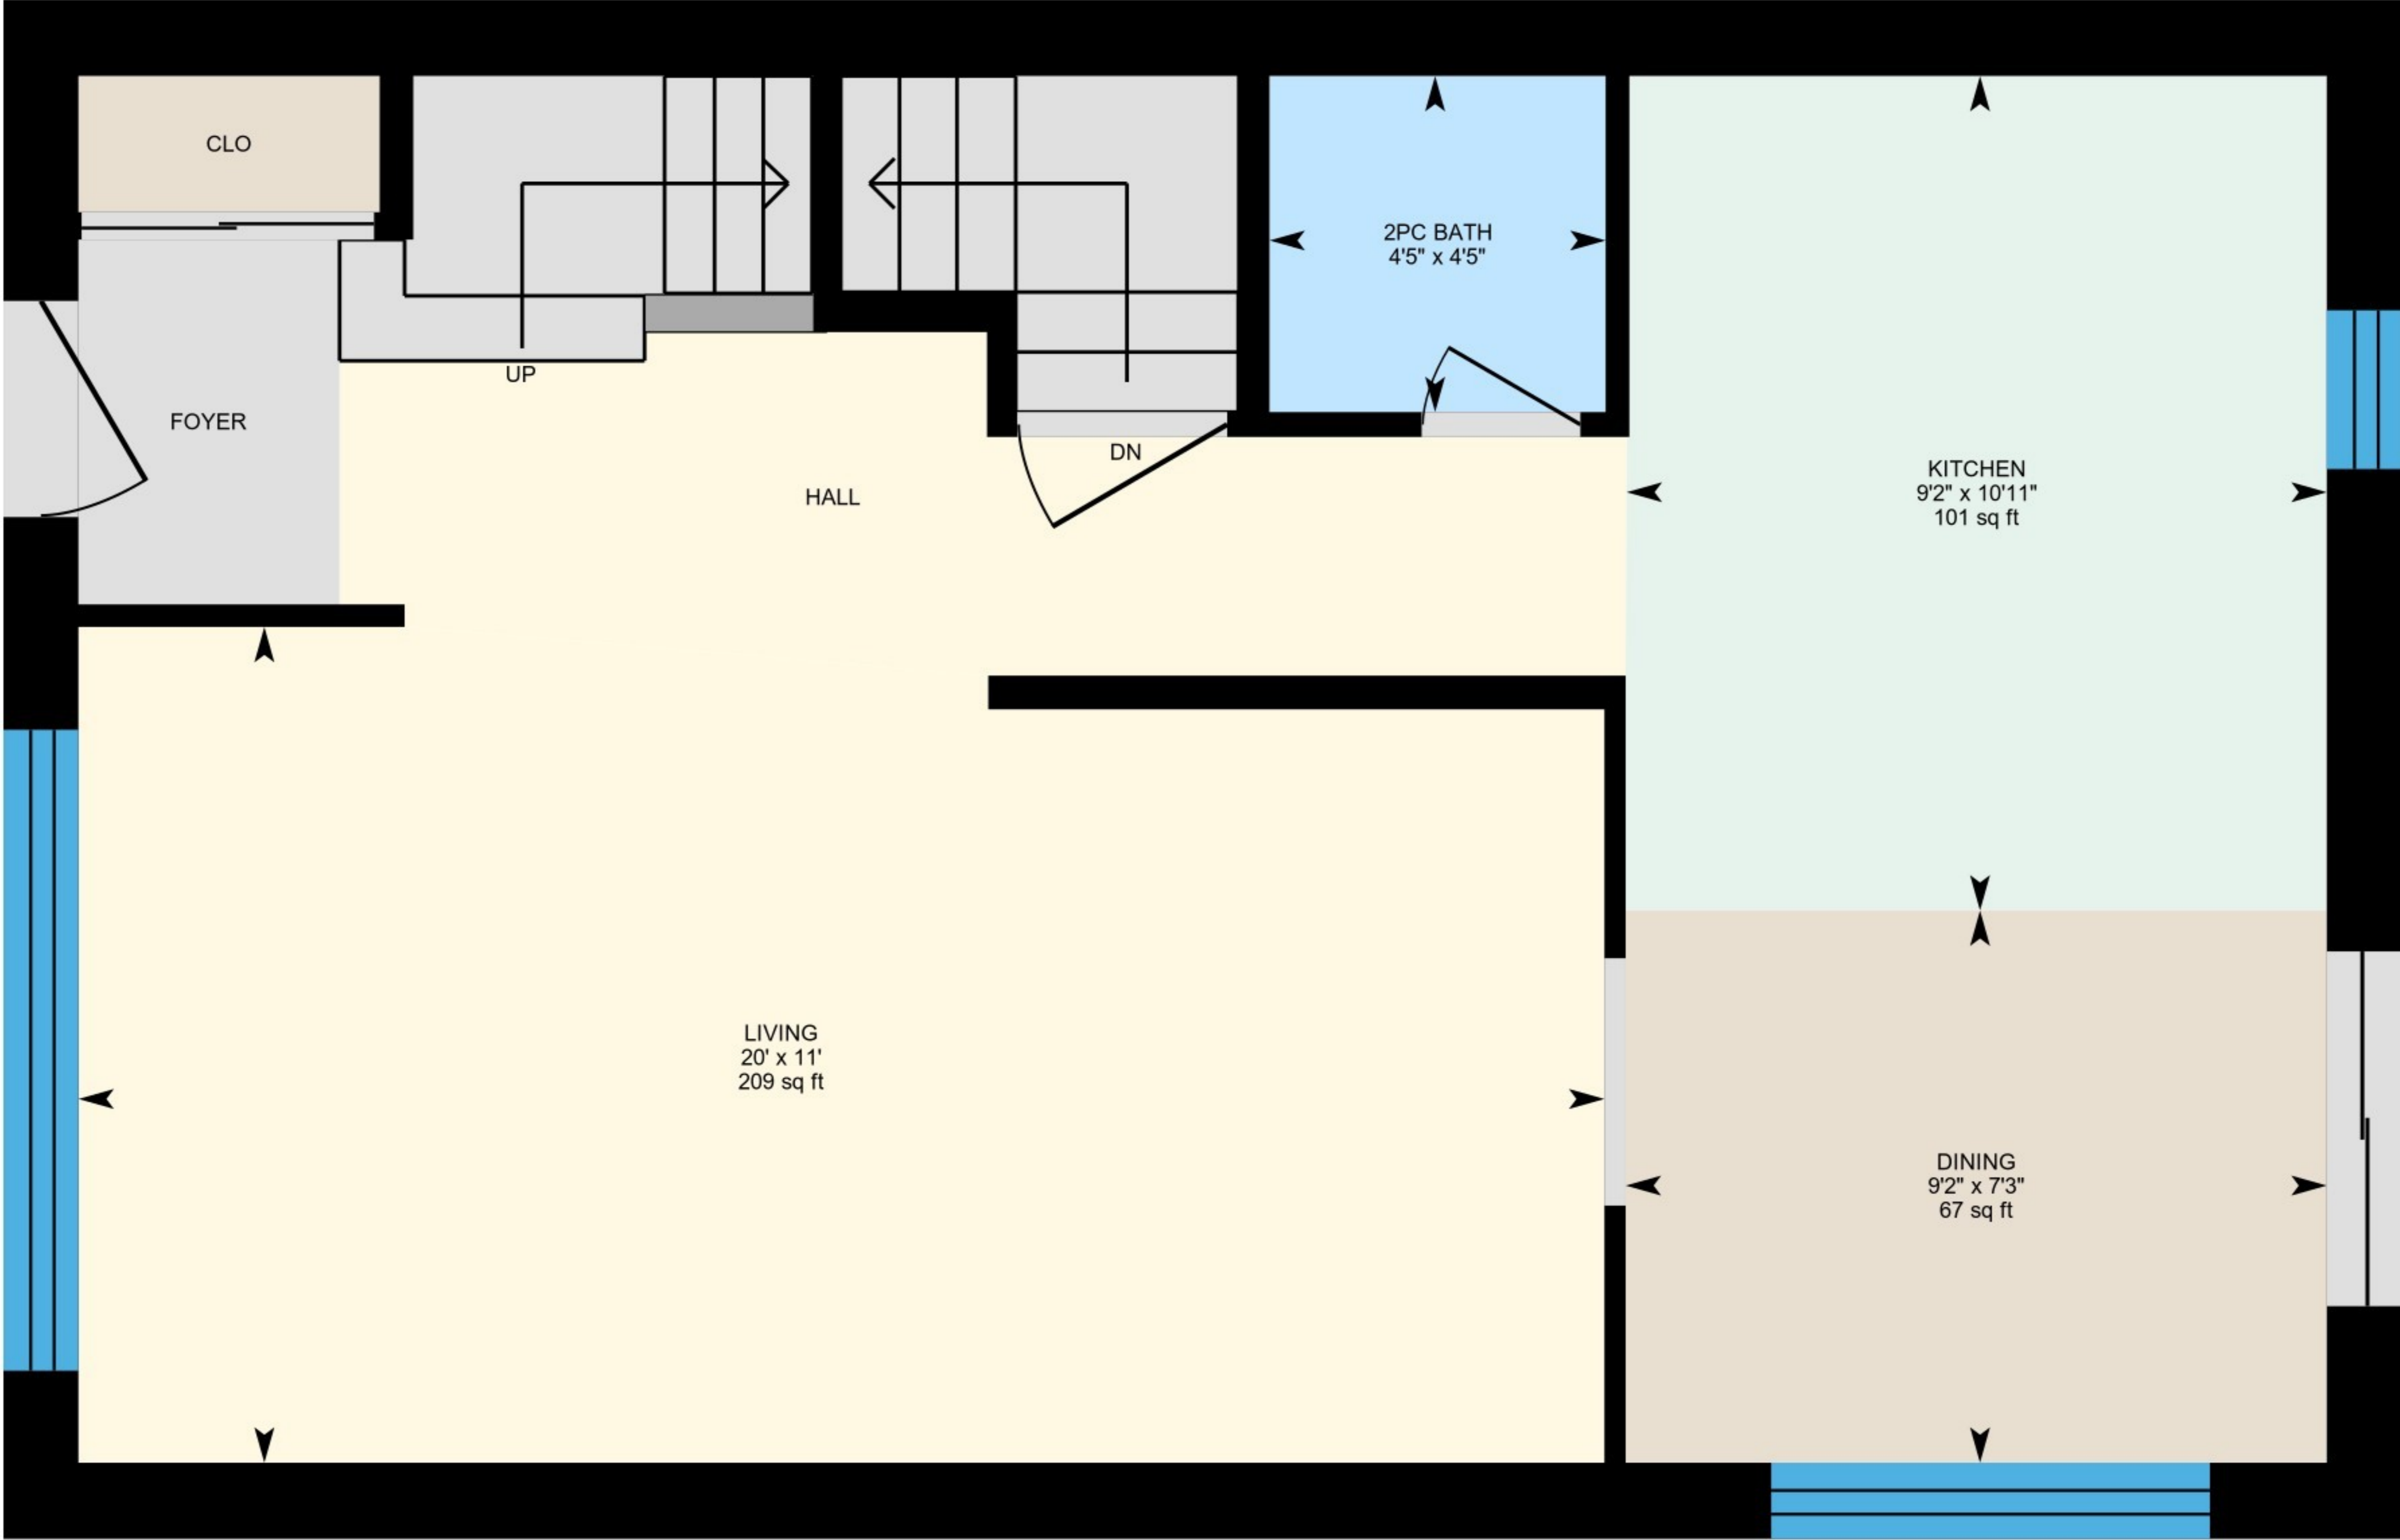 CLO
2PC BATH
4'5" x 4'5"
UP
FOYER
DN
HALL
KITCHEN
9'2" x 10'11"
101 sq ft
LIVING
20' x 11'
209 sq ft
DINING
9'2" x 7'3"
67 sq ft